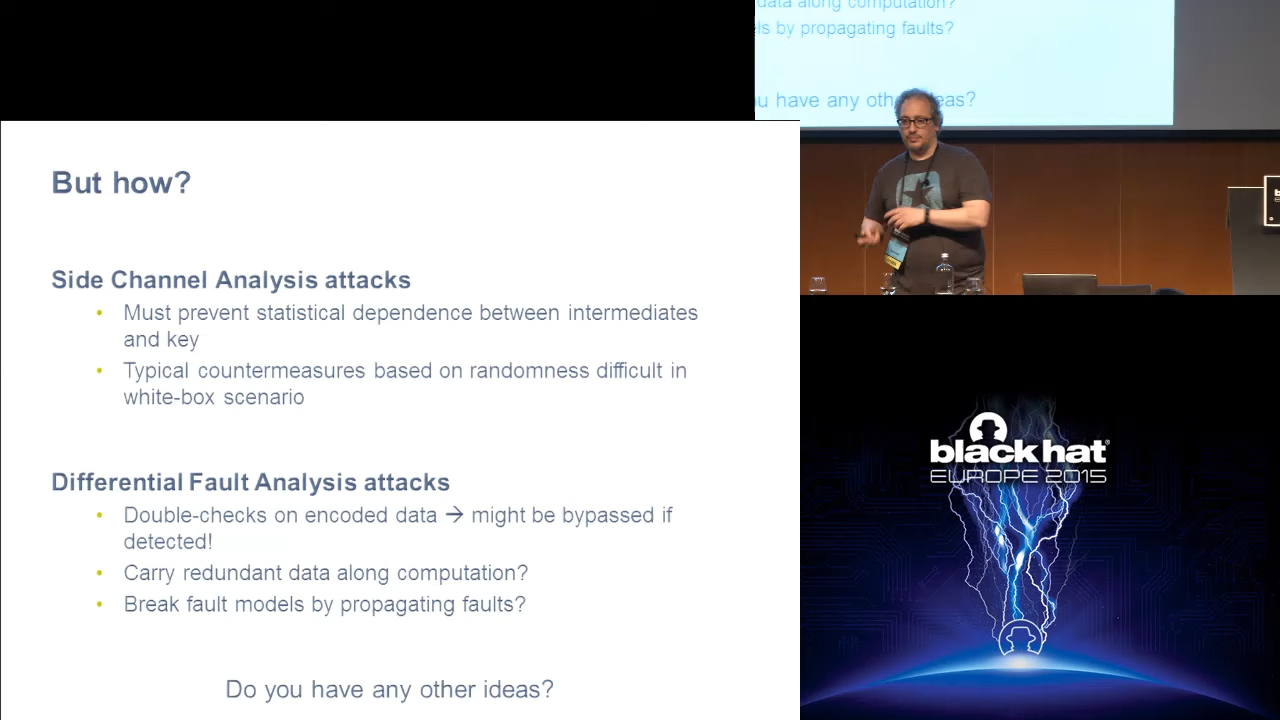 data along computation?
ls by propagating faults?
u have any oth eas?
But how?
Side Channel Analysis attacks
• Must prevent statistical dependence between intermediates
and key
• Typical countermeasures based on randomness difficult in
white-box scenario
Differential Fault Analysis attacks
• Double-checks on encoded data → might be bypassed if
detected!
• Carry redundant data along computation?
• Break fault models by propagating faults?
Do you have any other ideas?
black hat®
EUROPE 2015